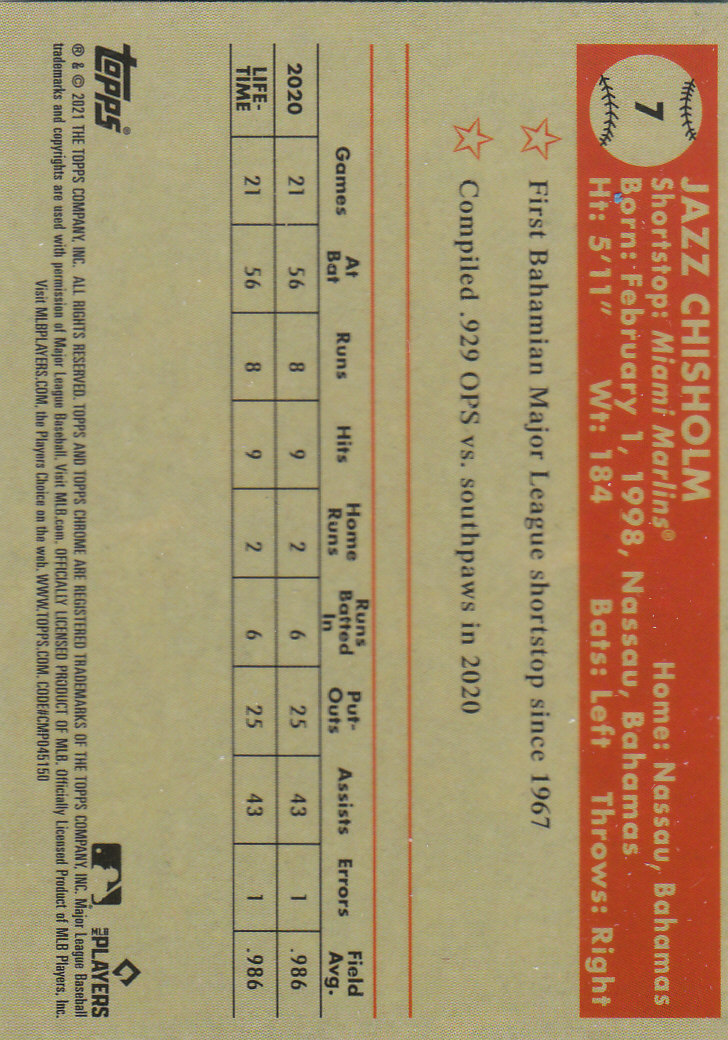 7
JAZZ CHISHOLM
Shortstop: Miami Marlins® Home: Nassau, Bahamas
Born: February 1, 1998, Nassau, Bahamas
Ht: 5'11" Wt: 184 Bats: Left Throws: Right
First Bahamian Major League shortstop since 1967
Compiled .929 OPS vs. southpaws in 2020
Games At Bat Runs Hits Home Runs Runs Batted In Put-Outs Assists Errors Field Avg.
2020 21 56 8 9 2 6 25 43 1 .986
LIFE-TIME 21 56 8 9 2 6 25 43 1 .986
topps®
MLB PLAYERS
® & © 2021 THE TOPPS COMPANY, INC. ALL RIGHTS RESERVED. TOPPS AND TOPPS CHROME ARE REGISTERED TRADEMARKS OF THE TOPPS COMPANY, INC. Major League Baseball
trademarks and copyrights are used with permission of Major League Baseball. Visit MLB.com. OFFICIALLY LICENSED PRODUCT OF MLB. Officially Licensed Product of MLB Players, Inc.
Visit MLBPLAYERS.COM, the Players Choice on the web. WWW.TOPPS.COM. CODE#CMP045150